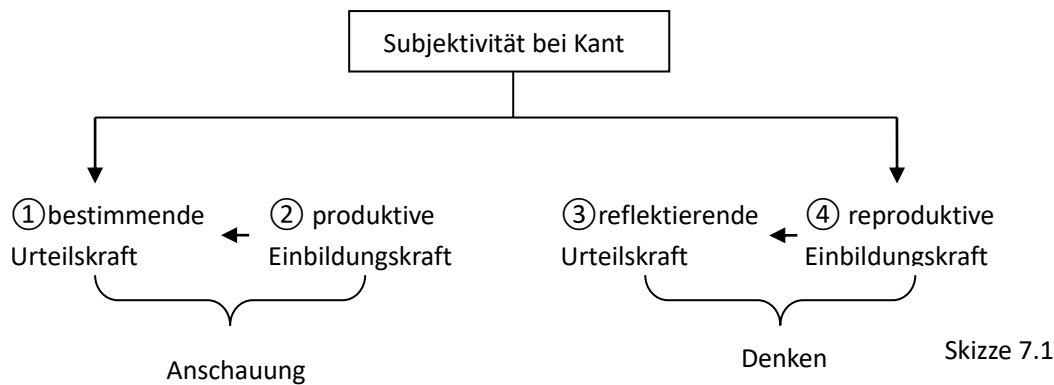 Subjektivität bei Kant
①bestimmende
Urteilskraft
② produktive
Einbildungskraft
③reflektierende
Urteilskraft
④ reproduktive
Einbildungskraft
Anschauung
Denken
Skizze 7.1